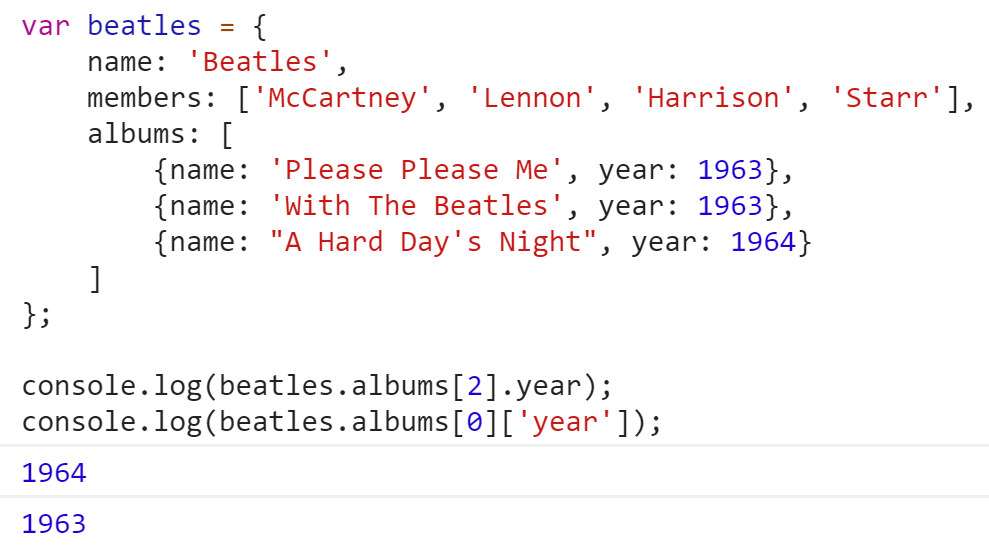 var beatles = {
    name: 'Beatles',
    members: ['McCartney', 'Lennon', 'Harrison', 'Starr'],
    albums: [
        {name: 'Please Please Me', year: 1963},
        {name: 'With The Beatles', year: 1963},
        {name: "A Hard Day's Night", year: 1964}
    ]
};

console.log(beatles.albums[2].year);
console.log(beatles.albums[0]['year']);
1964
1963